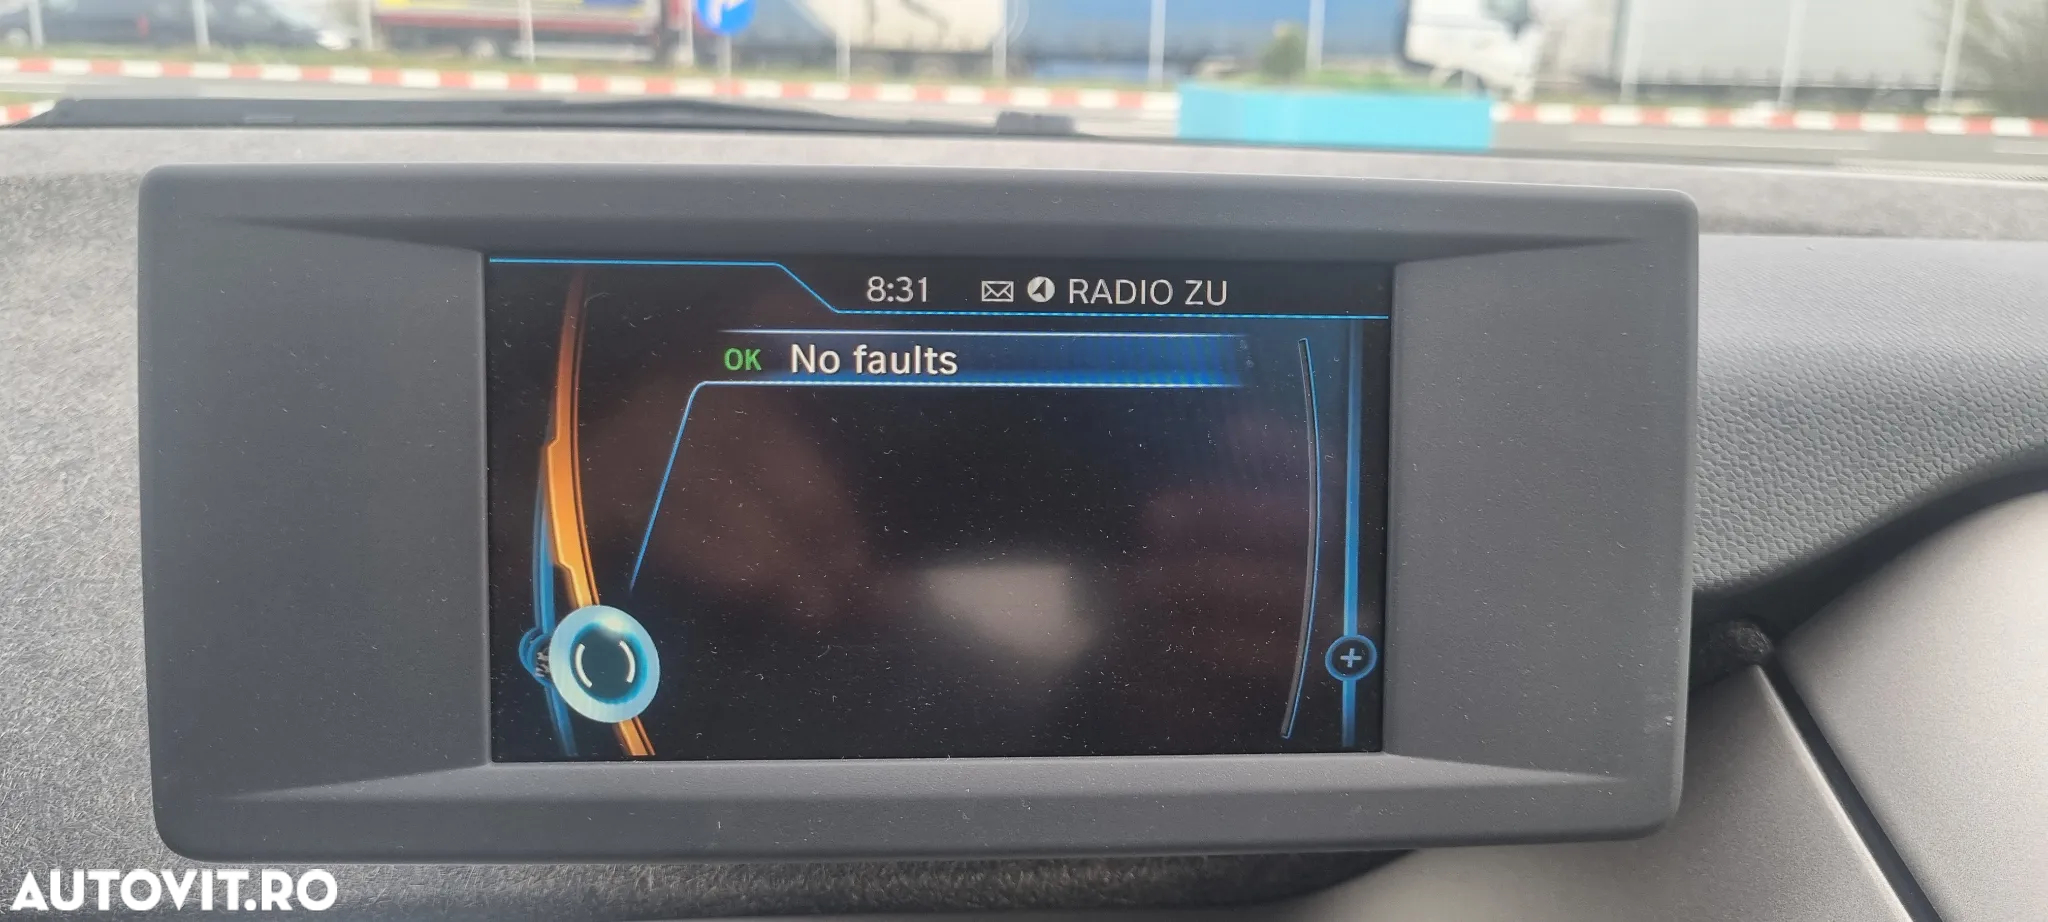 8:31 RADIO ZU
OK No faults
AUTOVIT.RO